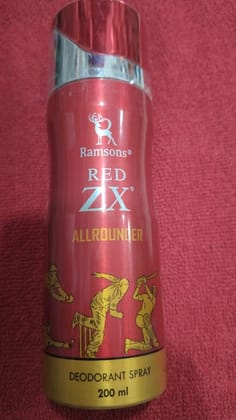 Ramsons®
RED
ZX®
ALLROUNDER
DEODORANT SPRAY
200 ml